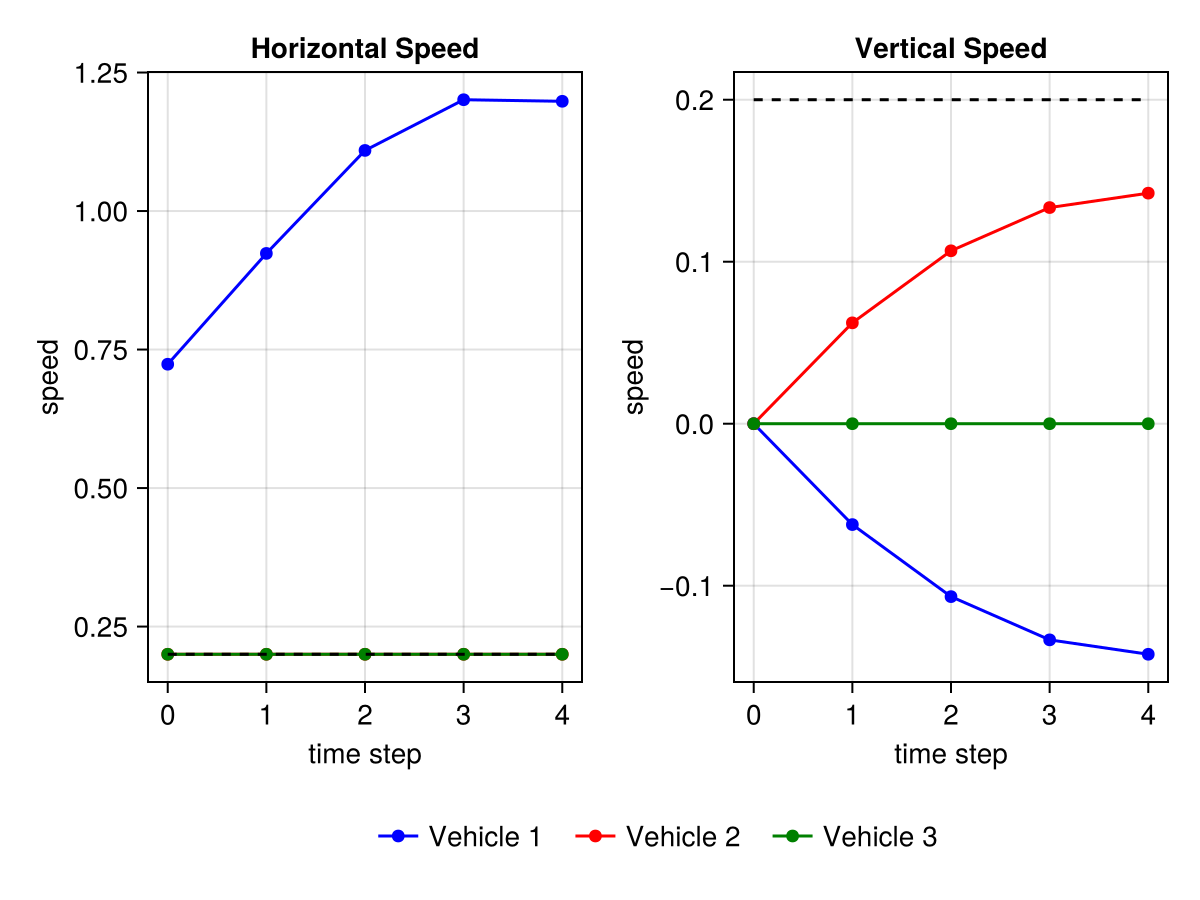 Horizontal Speed
1.25
1.00
0.75
0.50
0.25
speed
0 1 2 3 4
time step
Vertical Speed
0.2
0.1
0.0
−0.1
speed
0 1 2 3 4
time step
Vehicle 1 Vehicle 2 Vehicle 3